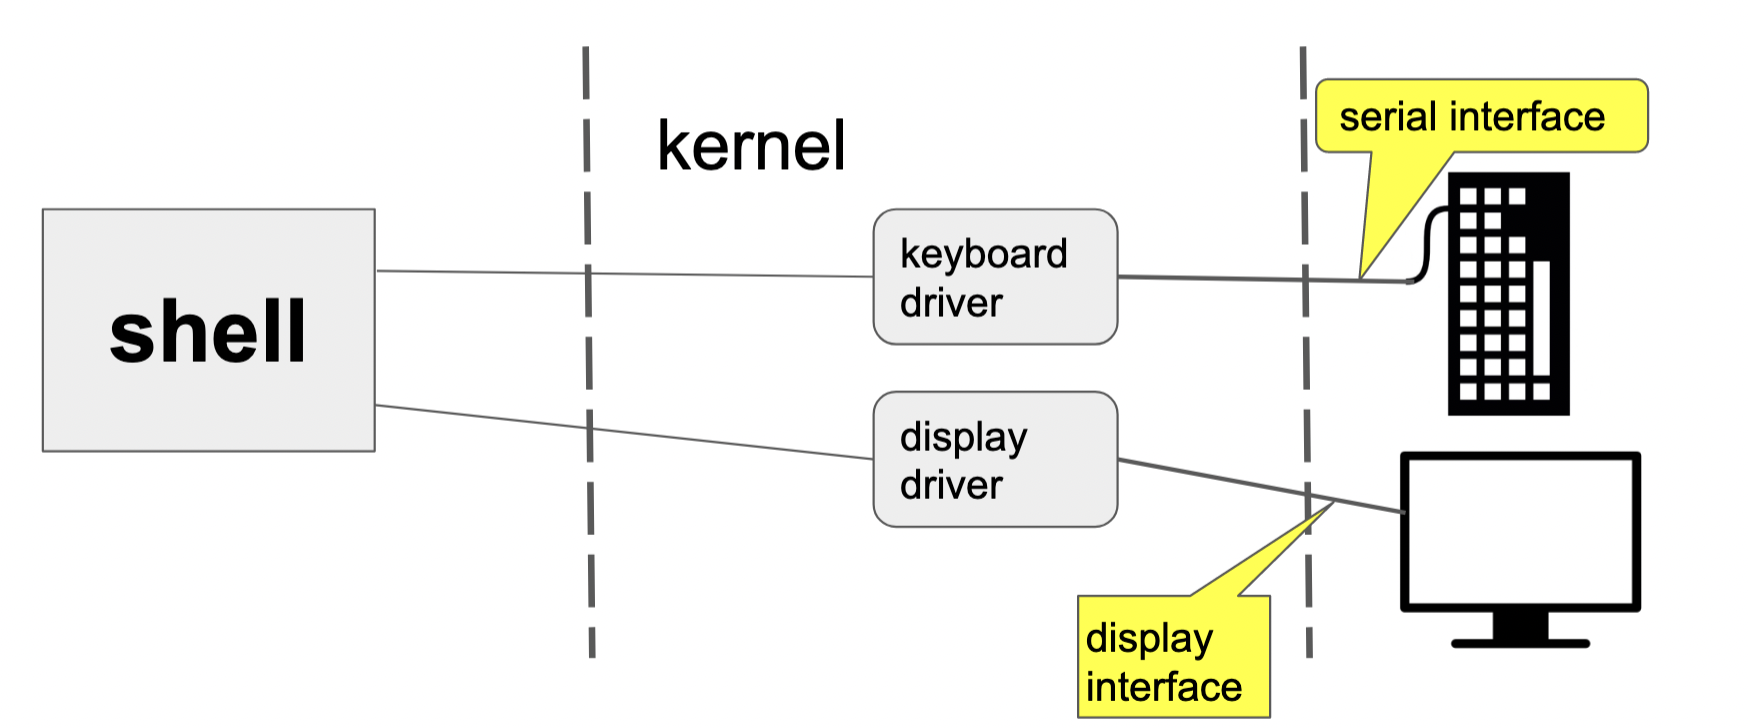 kernel
serial interface
shell
keyboard
driver
display
driver
display
interface